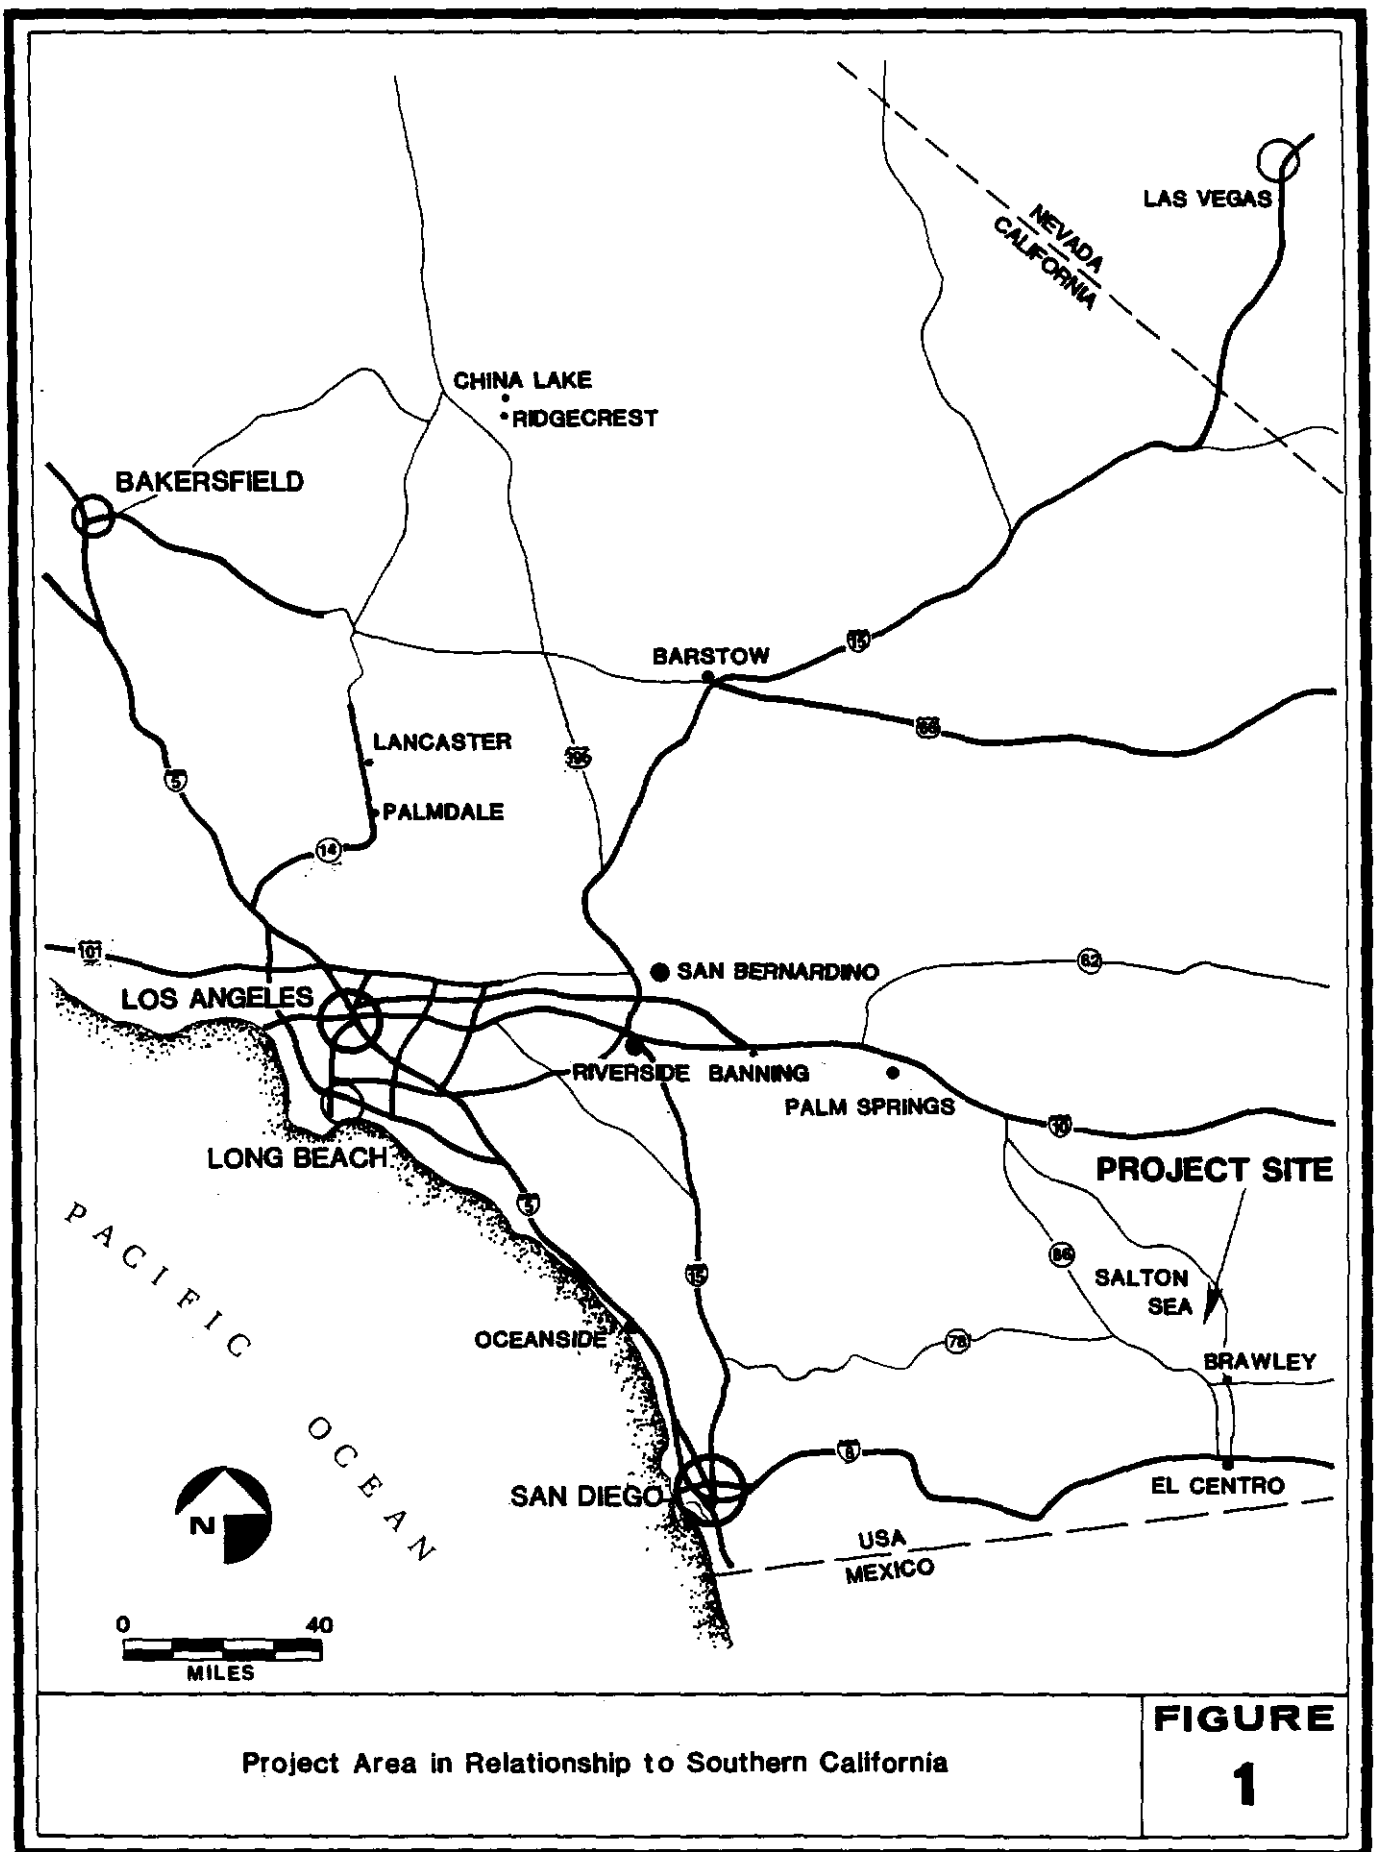 LAS VEGAS
NEVADA
CALIFORNIA
CHINA LAKE
RIDGECREST
BAKERSFIELD
15
BARSTOW
66
LANCASTER
395
5
PALMDALE
14
101
SAN BERNARDINO
62
LOS ANGELES
RIVERSIDE
BANNING
PALM SPRINGS
10
LONG BEACH
PROJECT SITE
5
PACIFIC
OCEAN
86
15
SALTON
SEA
OCEANSIDE
78
BRAWLEY
8
SAN DIEGO
EL CENTRO
N
USA
MEXICO
0 40
MILES
Project Area in Relationship to Southern California
FIGURE
1